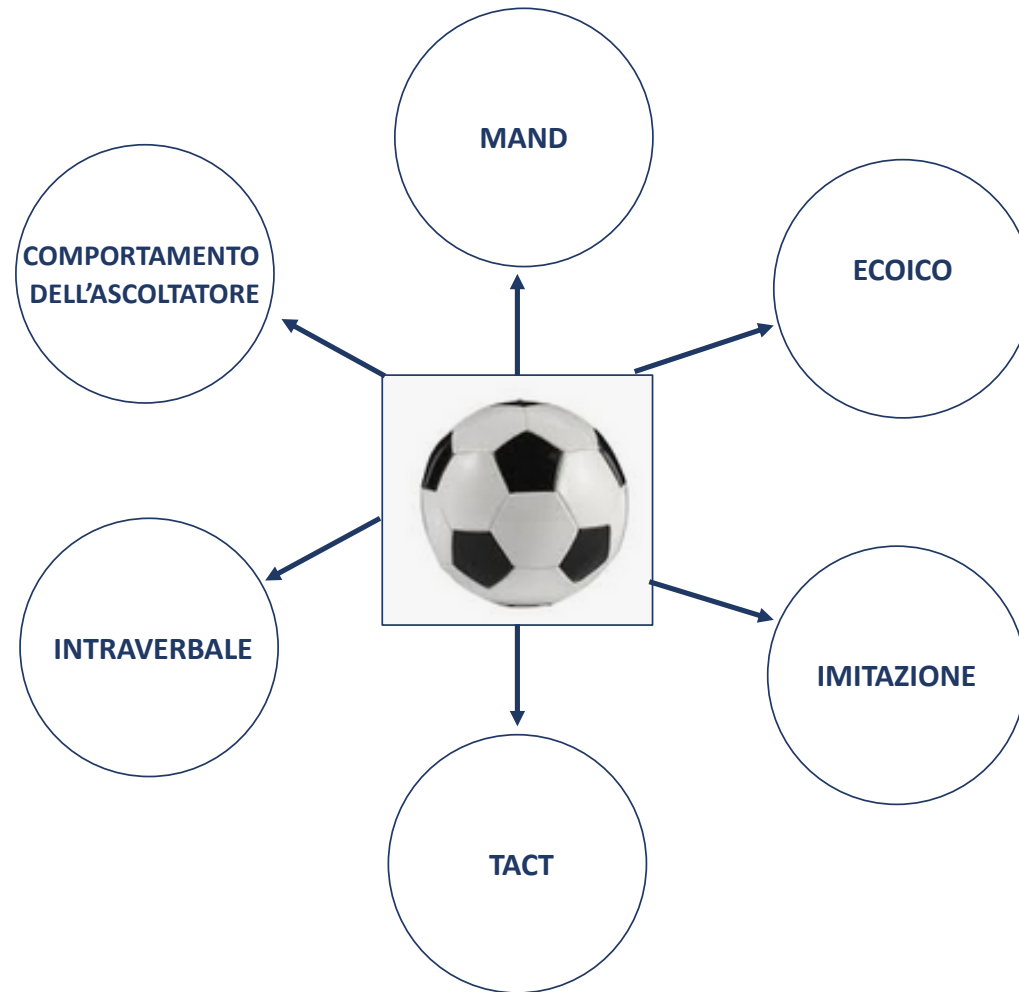 MAND
COMPORTAMENTO
DELL’ASCOLTATORE
ECOICO
INTRAVERBALE
IMITAZIONE
TACT